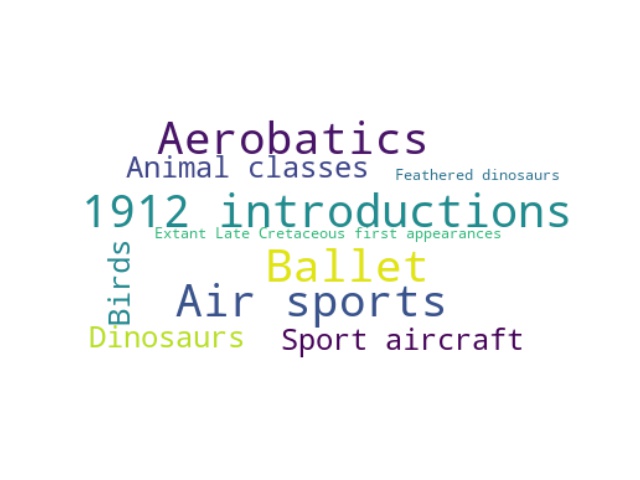 Aerobatics
Animal classes
Feathered dinosaurs
1912 introductions
Extant Late Cretaceous first appearances
Birds
Ballet
Air sports
Dinosaurs
Sport aircraft